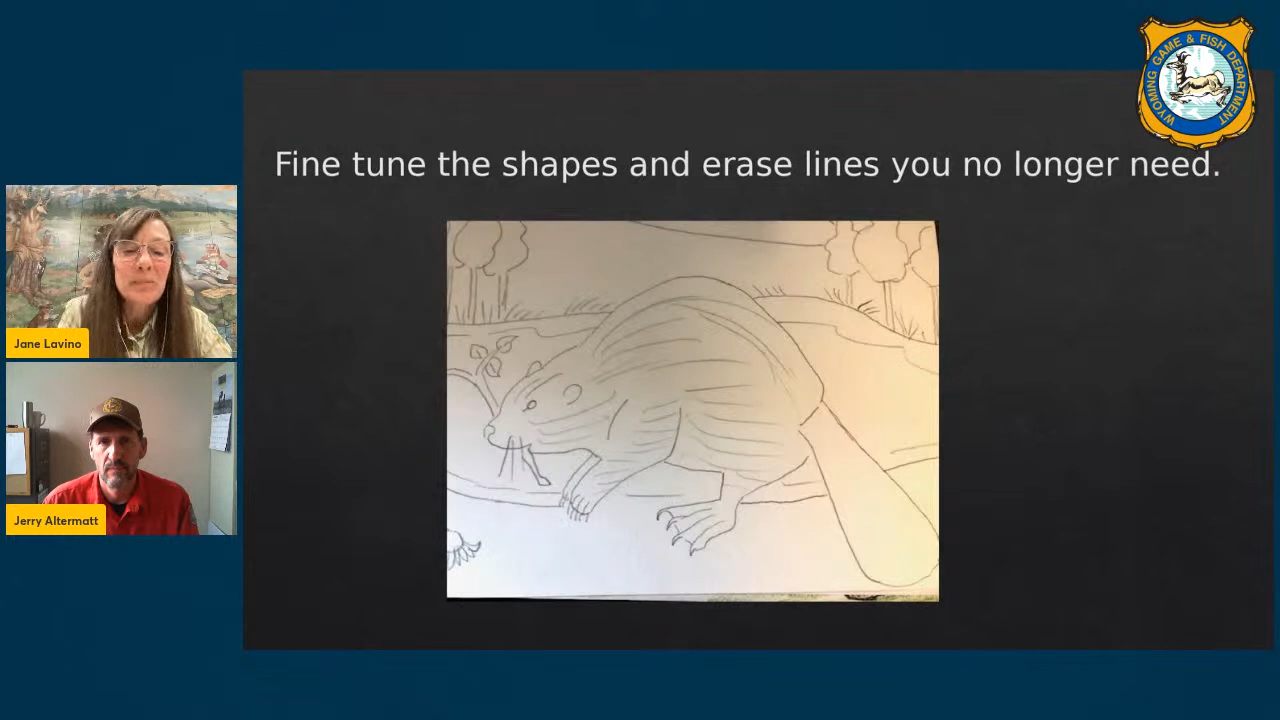 WYOMING GAME & FISH DEPARTMENT
Fine tune the shapes and erase lines you no longer need.
Jane Lavino
Jerry Altermatt